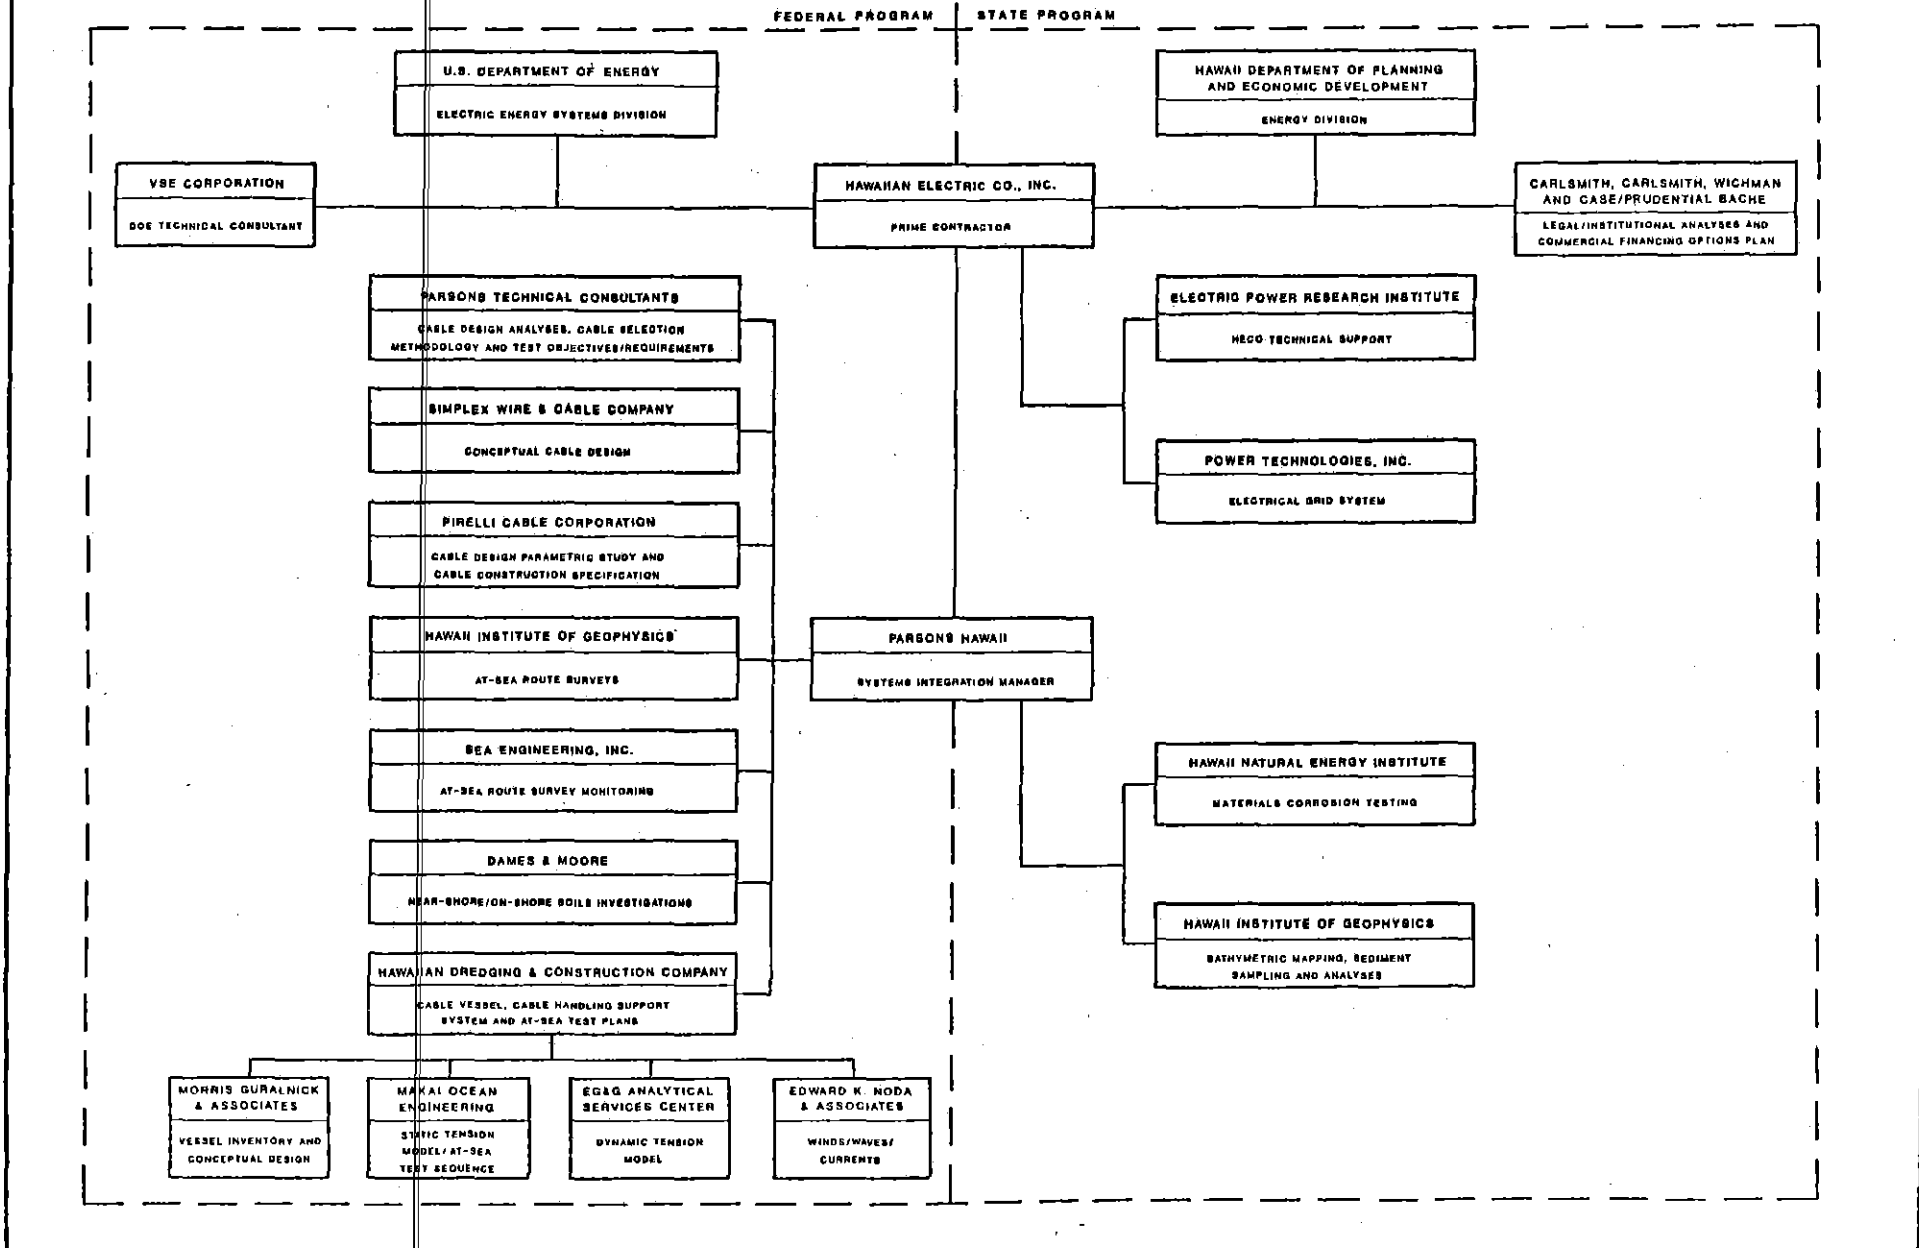 FEDERAL PROGRAM
STATE PROGRAM
U.S. DEPARTMENT OF ENERGY
ELECTRIC ENERGY SYSTEMS DIVISION
HAWAII DEPARTMENT OF PLANNING
AND ECONOMIC DEVELOPMENT
ENERGY DIVISION
VSE CORPORATION
DOE TECHNICAL CONSULTANT
HAWAIIAN ELECTRIC CO., INC.
PRIME CONTRACTOR
CARLSMITH, CARLSMITH, WICHMAN
AND CASE/PRUDENTIAL BACHE
LEGAL/INSTITUTIONAL ANALYSES AND
COMMERCIAL FINANCING OPTIONS PLAN
PARSONS TECHNICAL CONSULTANTS
CABLE DESIGN ANALYSES, CABLE SELECTION
METHODOLOGY AND TEST OBJECTIVES/REQUIREMENTS
ELECTRIC POWER RESEARCH INSTITUTE
HECO TECHNICAL SUPPORT
SIMPLEX WIRE & CABLE COMPANY
CONCEPTUAL CABLE DESIGN
POWER TECHNOLOGIES, INC.
ELECTRICAL GRID SYSTEM
PIRELLI CABLE CORPORATION
CABLE DESIGN PARAMETRIC STUDY AND
CABLE CONSTRUCTION SPECIFICATION
HAWAII INSTITUTE OF GEOPHYSICS
AT-SEA ROUTE SURVEYS
PARSONS HAWAII
SYSTEMS INTEGRATION MANAGER
SEA ENGINEERING, INC.
AT-SEA ROUTE SURVEY MONITORING
HAWAII NATURAL ENERGY INSTITUTE
MATERIALS CORROSION TESTING
DAMES & MOORE
NEAR-SHORE/ON-SHORE SOILS INVESTIGATIONS
HAWAII INSTITUTE OF GEOPHYSICS
BATHYMETRIC MAPPING, SEDIMENT
SAMPLING AND ANALYSES
HAWAIIAN DREDGING & CONSTRUCTION COMPANY
CABLE VESSEL, CABLE HANDLING SUPPORT
SYSTEM AND AT-SEA TEST PLANS
MORRIS GURALNICK
& ASSOCIATES
VESSEL INVENTORY AND
CONCEPTUAL DESIGN
MAKAI OCEAN
ENGINEERING
STATIC TENSION
MODEL/AT-SEA
TEST SEQUENCE
EG&G ANALYTICAL
SERVICES CENTER
DYNAMIC TENSION
MODEL
EDWARD K. NODA
& ASSOCIATES
WINDS/WAVES/
CURRENTS